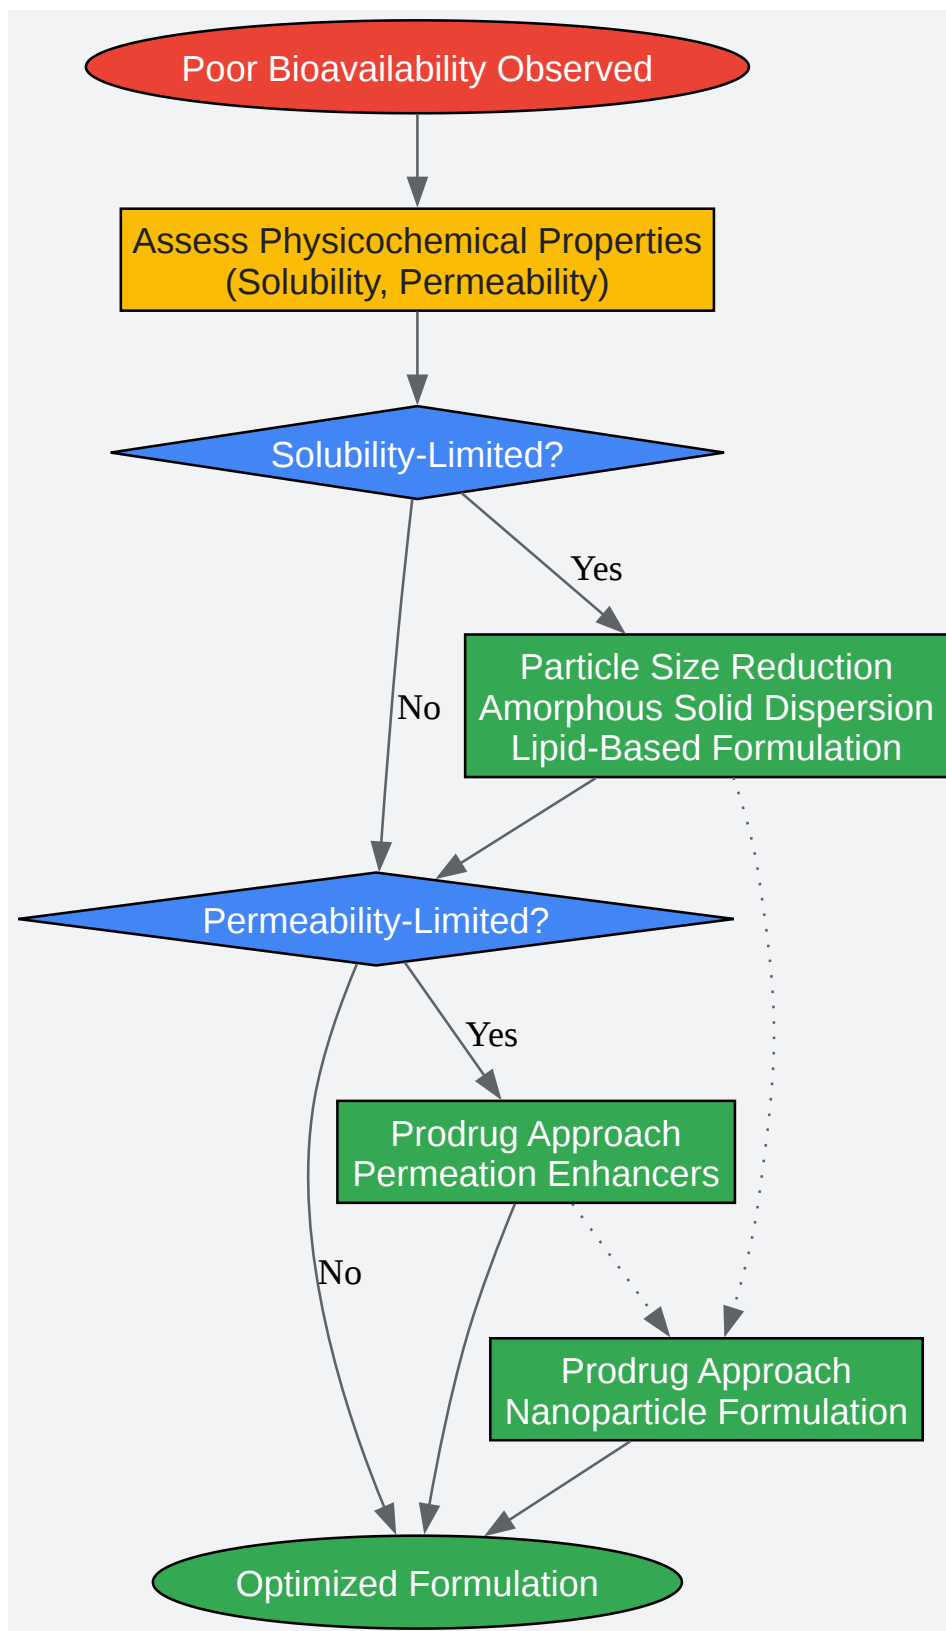 Poor Bioavailability Observed
Assess Physicochemical Properties
(Solubility, Permeability)
Solubility-Limited?
Yes
Particle Size Reduction
Amorphous Solid Dispersion
Lipid-Based Formulation
No
Permeability-Limited?
Yes
Prodrug Approach
Permeation Enhancers
No
Prodrug Approach
Nanoparticle Formulation
Optimized Formulation